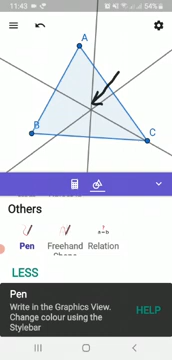 11:43 54%
A
B
C
Others
Pen Freehand Relation
LESS
Pen
Write in the Graphics View.
Change colour using the
Stylebar
HELP